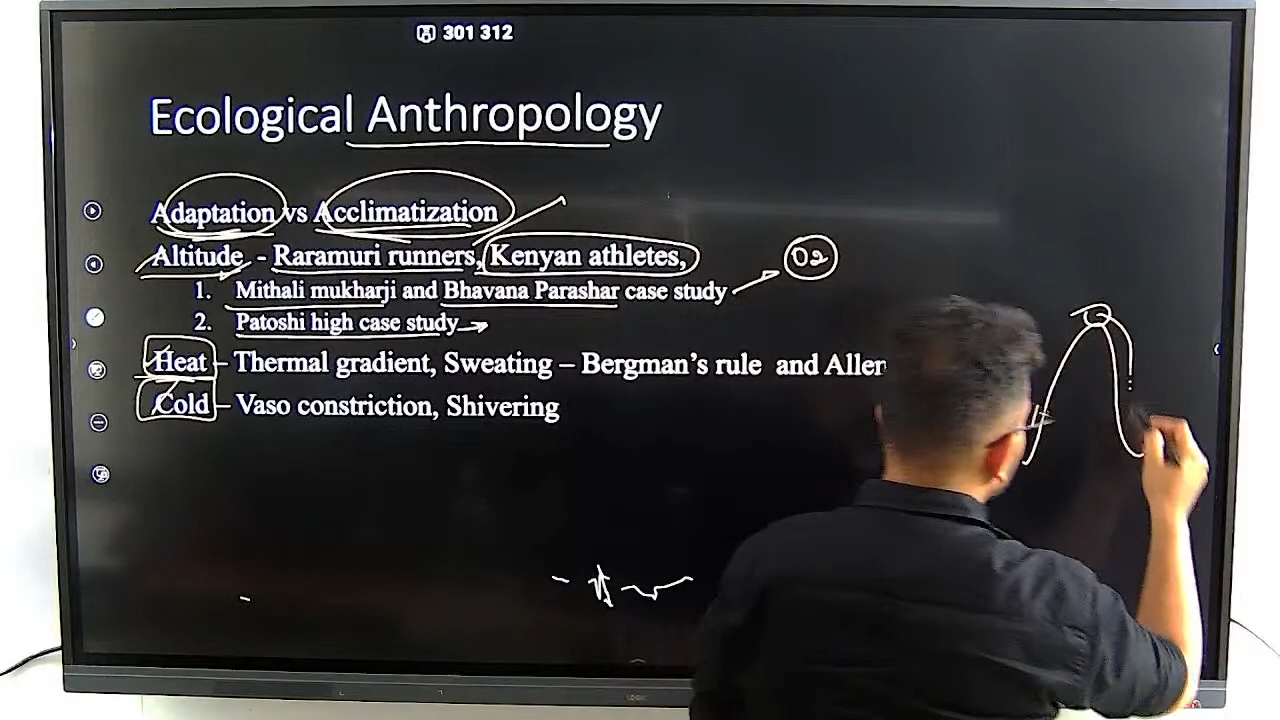 301 312
Ecological Anthropology
Adaptation vs Acclimatization
Altitude - Raramuri runners, Kenyan athletes,
O2
1. Mithali mukharji and Bhavana Parashar case study
2. Patoshi high case study
Heat – Thermal gradient, Sweating – Bergman's rule and Aller
Cold – Vaso constriction, Shivering